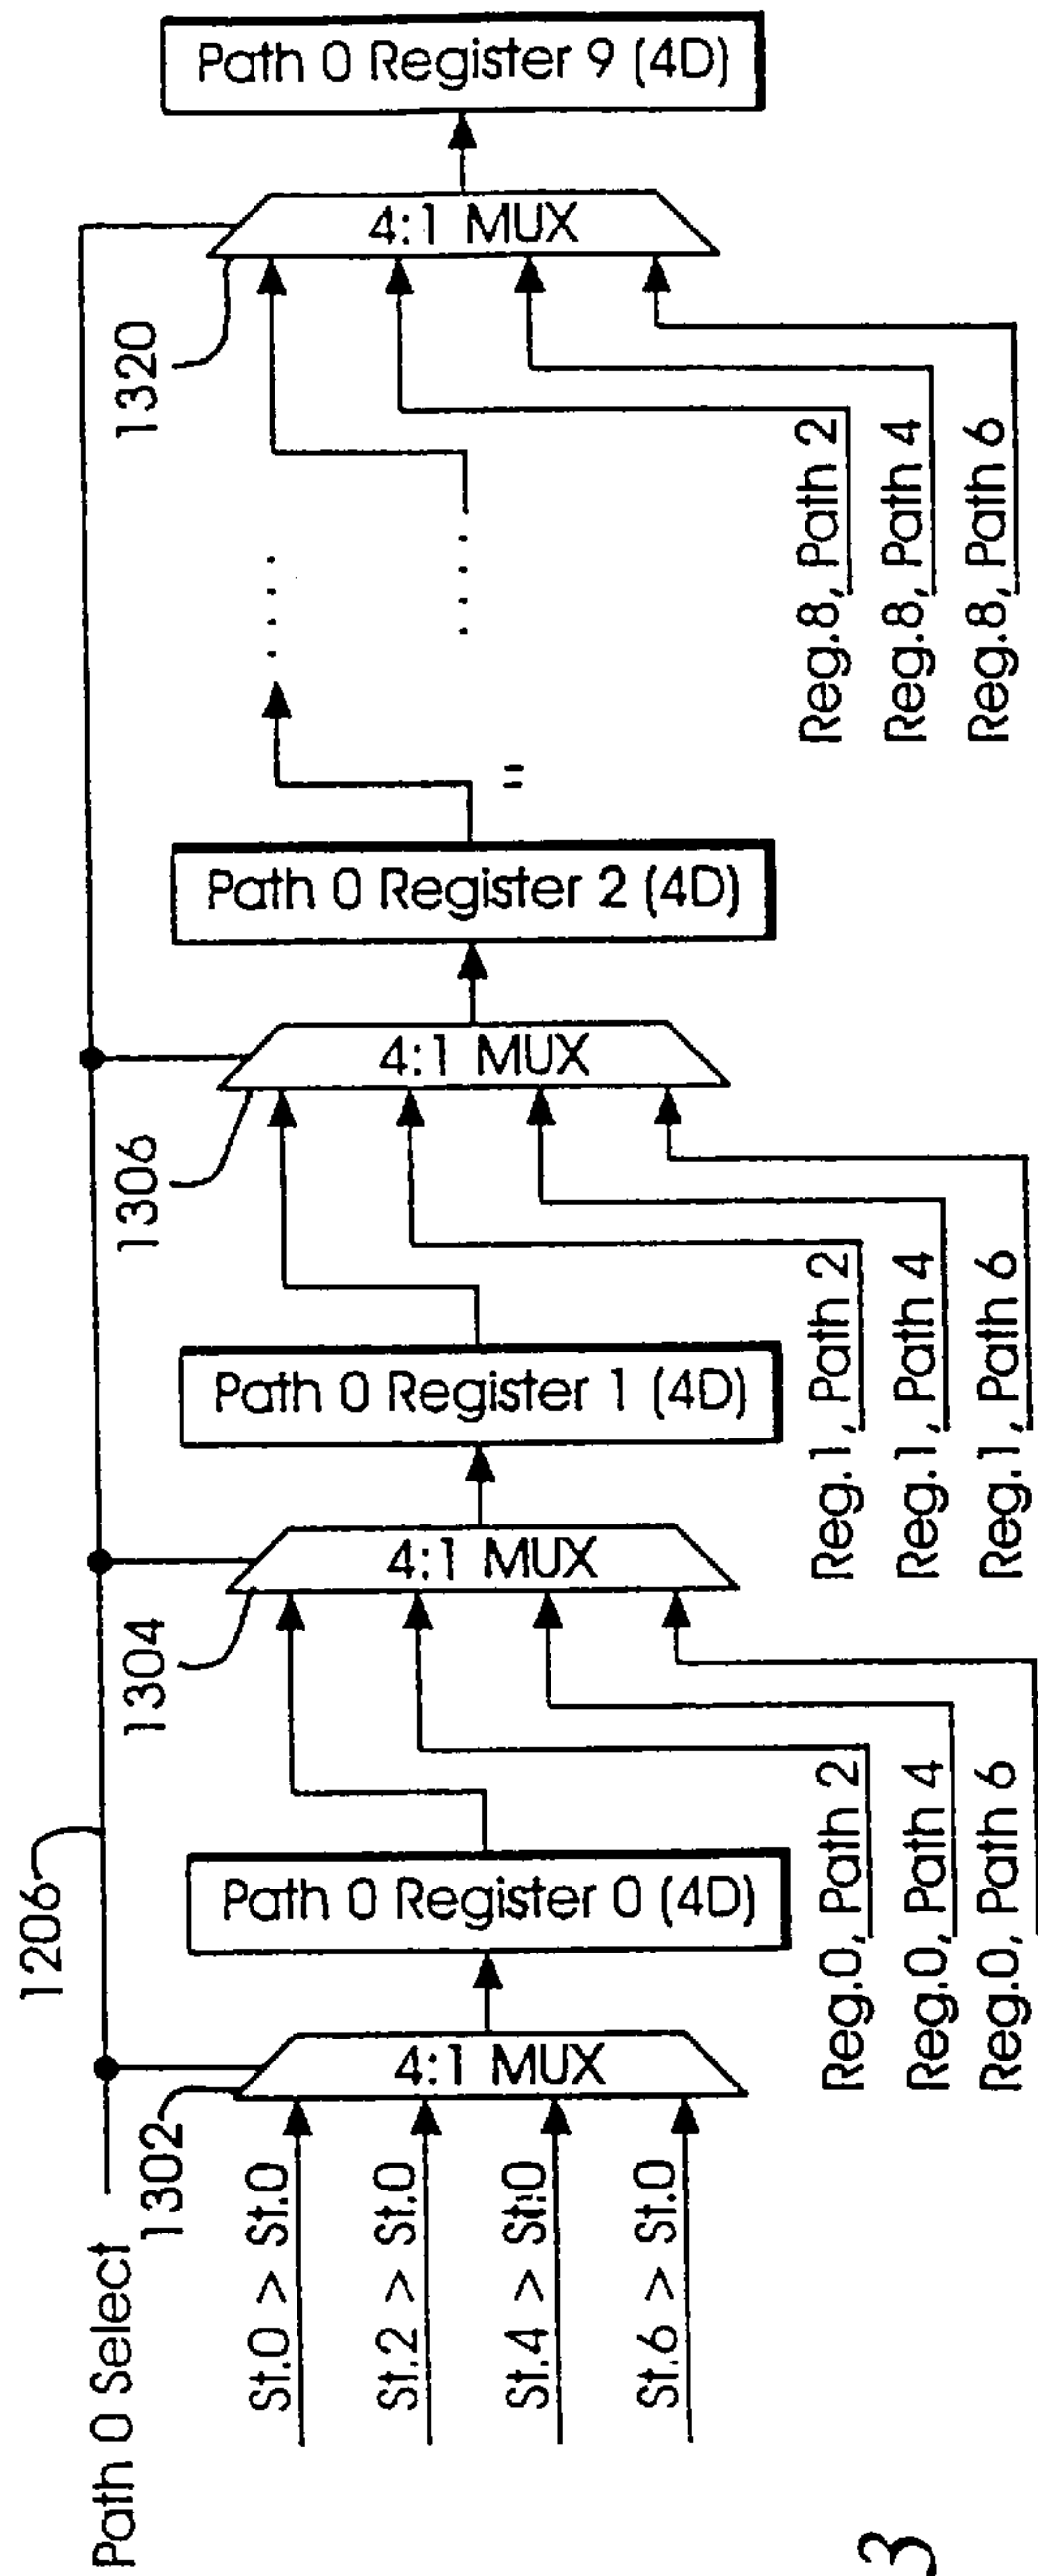 Path 0 Select
1206
1302
St.0 > St.0
St.2 > St.0
St.4 > St.0
St.6 > St.0
4:1 MUX
Path 0 Register 0 (4D)
Reg.0, Path 2
Reg.0, Path 4
Reg.0, Path 6
1304
4:1 MUX
Path 0 Register 1 (4D)
Reg.1, Path 2
Reg.1, Path 4
Reg.1, Path 6
1306
4:1 MUX
Path 0 Register 2 (4D)
Reg.8, Path 2
Reg.8, Path 4
Reg.8, Path 6
1320
4:1 MUX
Path 0 Register 9 (4D)
3